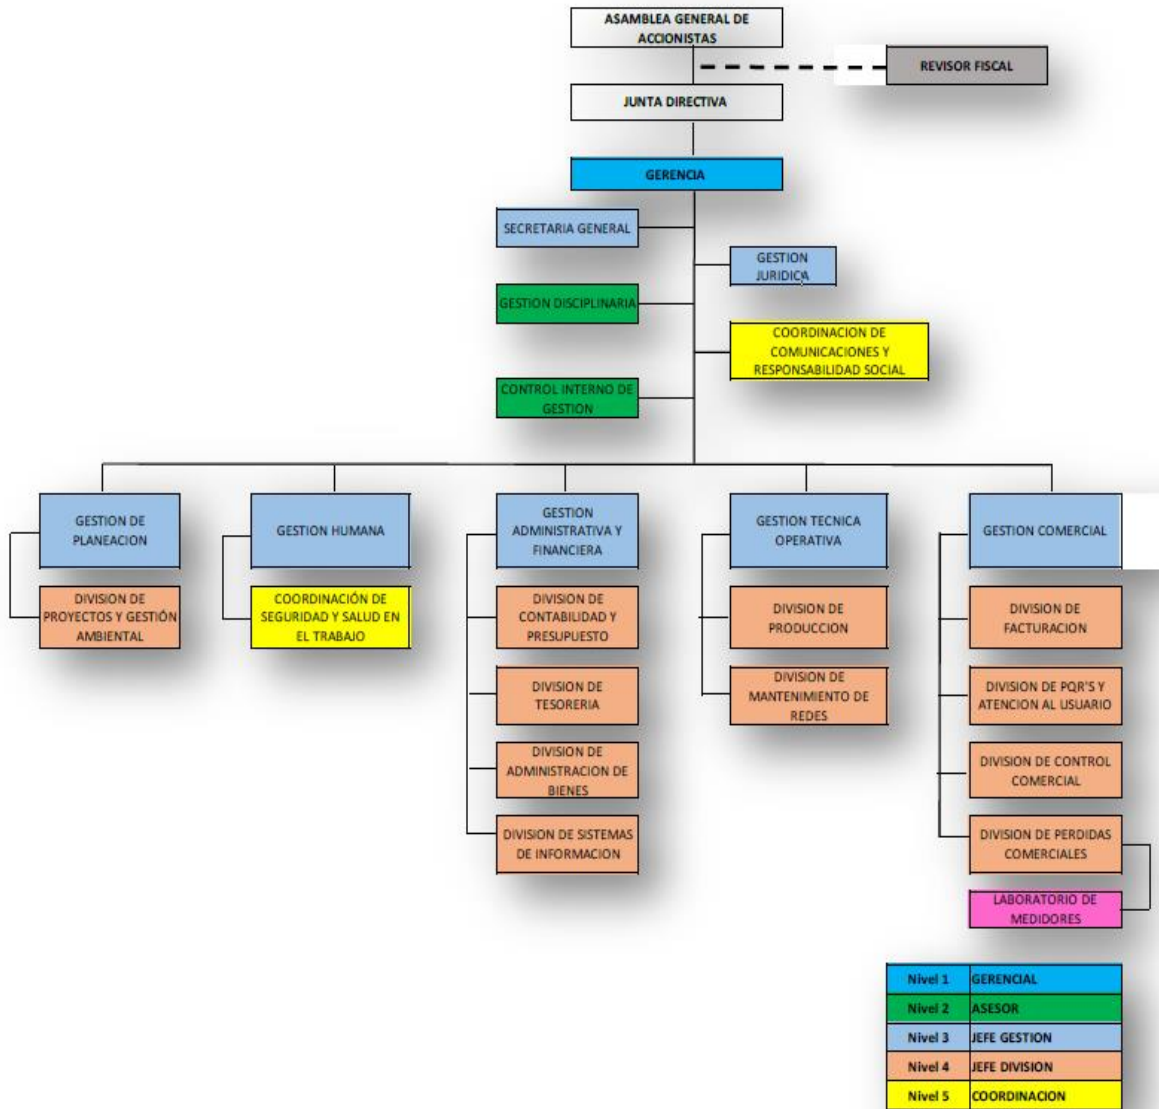 ASAMBLEA GENERAL DE
ACCIONISTAS
REVISOR FISCAL
JUNTA DIRECTIVA
GERENCIA
SECRETARIA GENERAL
GESTION
JURIDICA
GESTION DISCIPLINARIA
COORDINACION DE
COMUNICACIONES Y
RESPONSABILIDAD SOCIAL
CONTROL INTERNO DE
GESTION
GESTION DE
PLANEACION
GESTION HUMANA
GESTION
ADMINISTRATIVA Y
FINANCIERA
GESTION TECNICA
OPERATIVA
GESTION COMERCIAL
DIVISION DE
PROYECTOS Y GESTIÓN
AMBIENTAL
COORDINACIÓN DE
SEGURIDAD Y SALUD EN
EL TRABAJO
DIVISION DE
CONTABILIDAD Y
PRESUPUESTO
DIVISION DE
PRODUCCION
DIVISION DE
FACTURACION
DIVISION DE
TESORERIA
DIVISION DE
MANTENIMIENTO DE
REDES
DIVISION DE PQR'S Y
ATENCION AL USUARIO
DIVISION DE
ADMINISTRACION DE
BIENES
DIVISION DE CONTROL
COMERCIAL
DIVISION DE SISTEMAS
DE INFORMACION
DIVISION DE PERDIDAS
COMERCIALES
LABORATORIO DE
MEDIDORES
Nivel 1 GERENCIAL
Nivel 2 ASESOR
Nivel 3 JEFE GESTION
Nivel 4 JEFE DIVISION
Nivel 5 COORDINACION